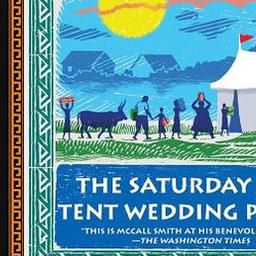 THE SATURDAY
TENT WEDDING P
"THIS IS MCCALL SMITH AT HIS BENEVOL
—THE WASHINGTON TIMES